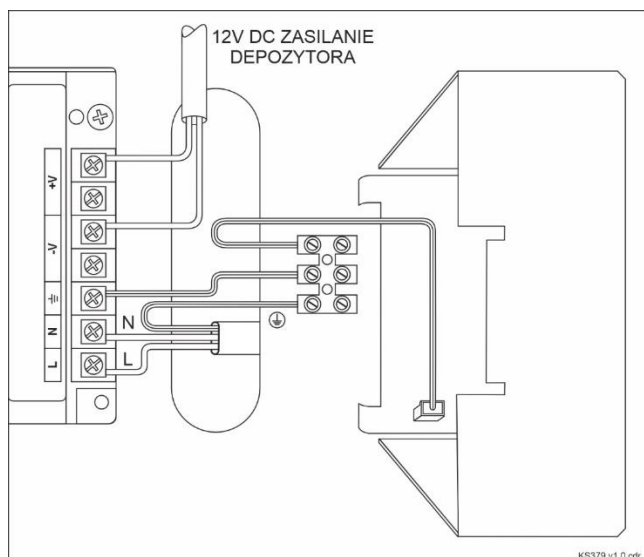 12V DC ZASILANIE
DEPOZYTORA
+V
-V
N
L
N
L
KS379 v1.0 cdr